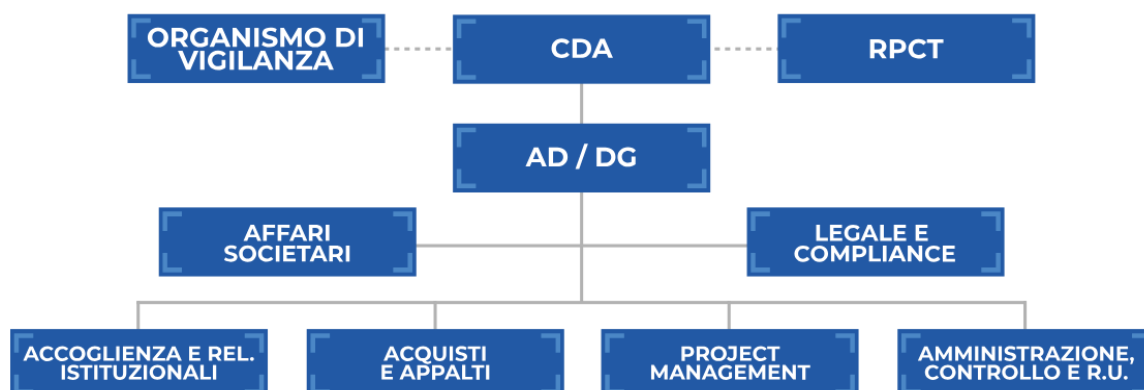 ORGANISMO DI
VIGILANZA
CDA
RPCT
AD / DG
AFFARI
SOCIETARI
LEGALE E
COMPLIANCE
ACCOGLIENZA E REL.
ISTITUZIONALI
ACQUISTI
E APPALTI
PROJECT
MANAGEMENT
AMMINISTRAZIONE,
CONTROLLO E R.U.